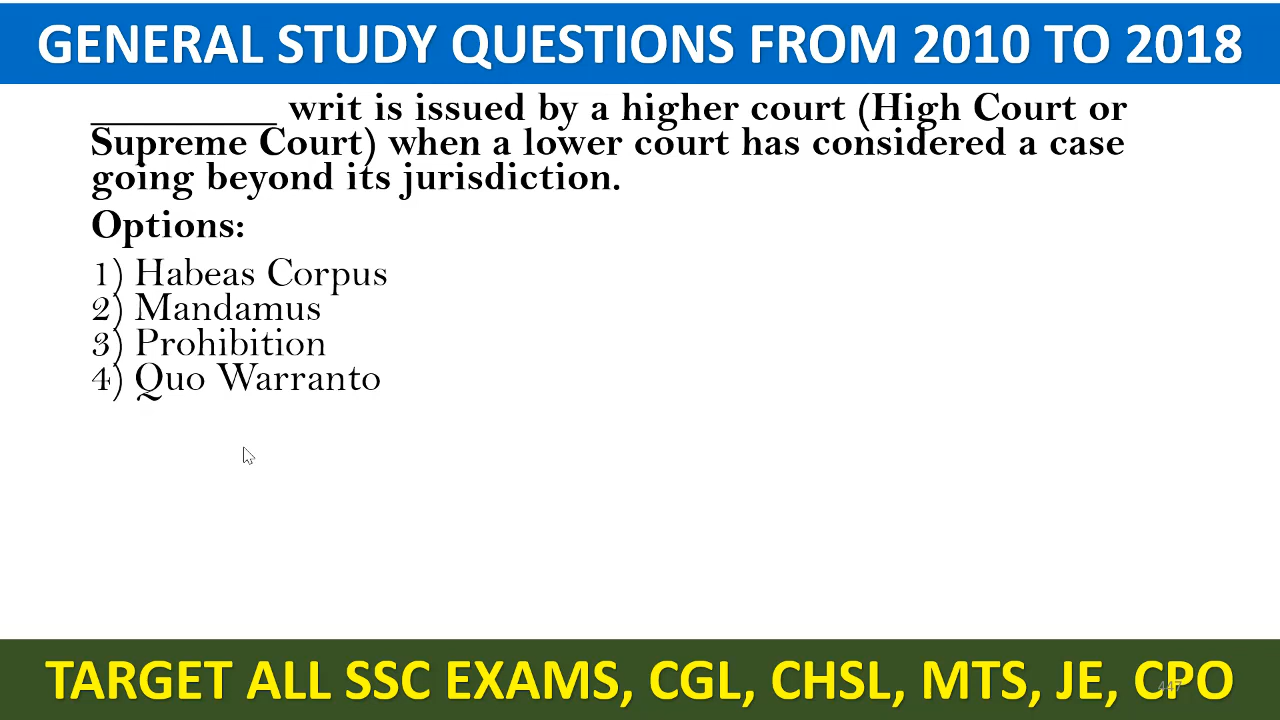 GENERAL STUDY QUESTIONS FROM 2010 TO 2018
_________ writ is issued by a higher court (High Court or
Supreme Court) when a lower court has considered a case
going beyond its jurisdiction.
Options:
1) Habeas Corpus
2) Mandamus
3) Prohibition
4) Quo Warranto
TARGET ALL SSC EXAMS, CGL, CHSL, MTS, JE, CPO
447